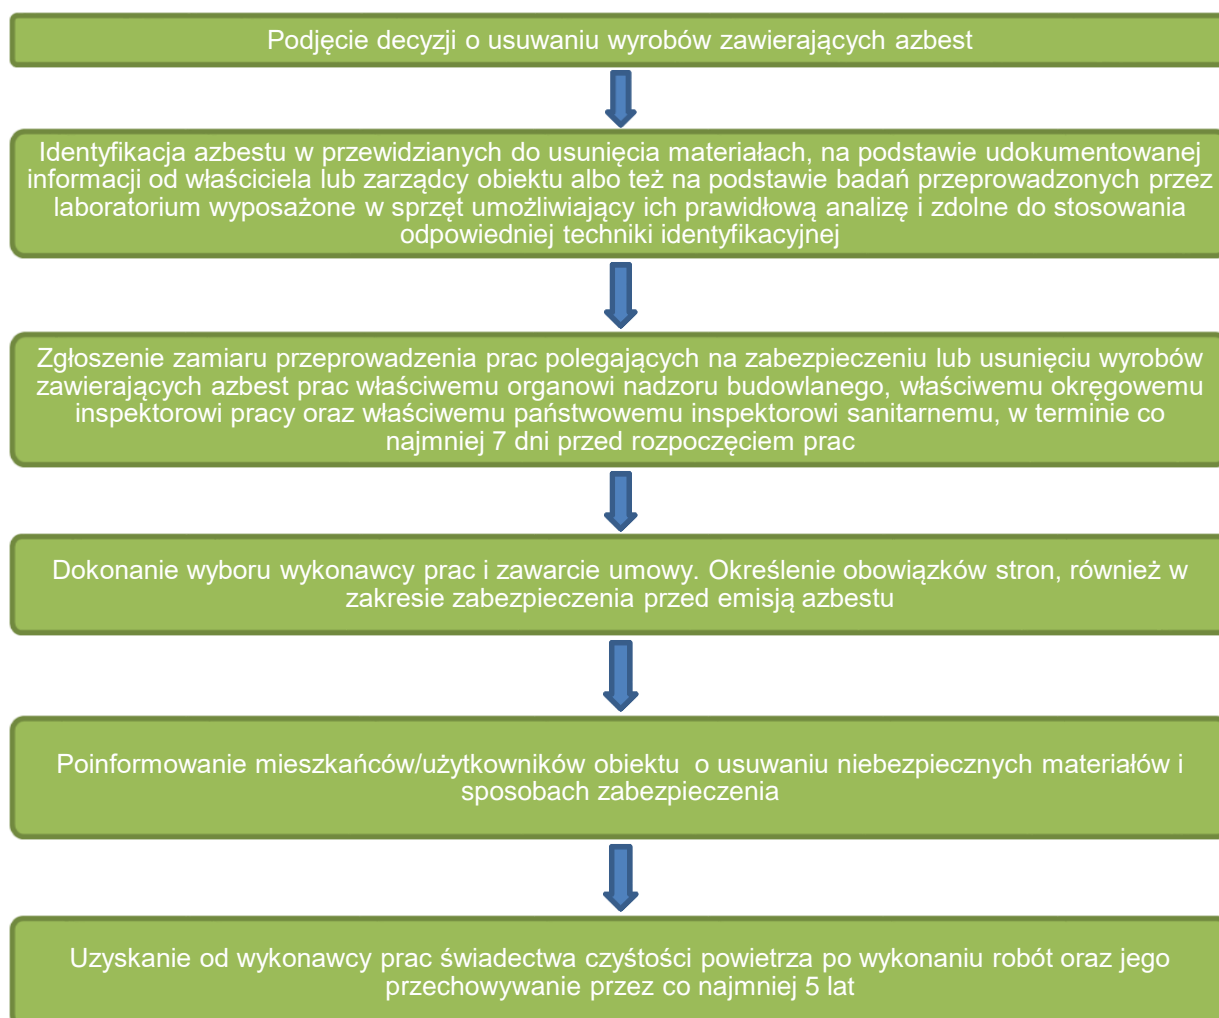 Podjęcie decyzji o usuwaniu wyrobów zawierających azbest
Identyfikacja azbestu w przewidzianych do usunięcia materiałach, na podstawie udokumentowanej
informacji od właściciela lub zarządcy obiektu albo też na podstawie badań przeprowadzonych przez
laboratorium wyposażone w sprzęt umożliwiający ich prawidłową analizę i zdolne do stosowania
odpowiedniej techniki identyfikacyjnej
Zgłoszenie zamiaru przeprowadzenia prac polegających na zabezpieczeniu lub usunięciu wyrobów
zawierających azbest prac właściwemu organowi nadzoru budowlanego, właściwemu okręgowemu
inspektorowi pracy oraz właściwemu państwowemu inspektorowi sanitarnemu, w terminie co
najmniej 7 dni przed rozpoczęciem prac
Dokonanie wyboru wykonawcy prac i zawarcie umowy. Określenie obowiązków stron, również w
zakresie zabezpieczenia przed emisją azbestu
Poinformowanie mieszkańców/użytkowników obiektu o usuwaniu niebezpiecznych materiałów i
sposobach zabezpieczenia
Uzyskanie od wykonawcy prac świadectwa czyśtości powietrza po wykonaniu robót oraz jego
przechowywanie przez co najmniej 5 lat